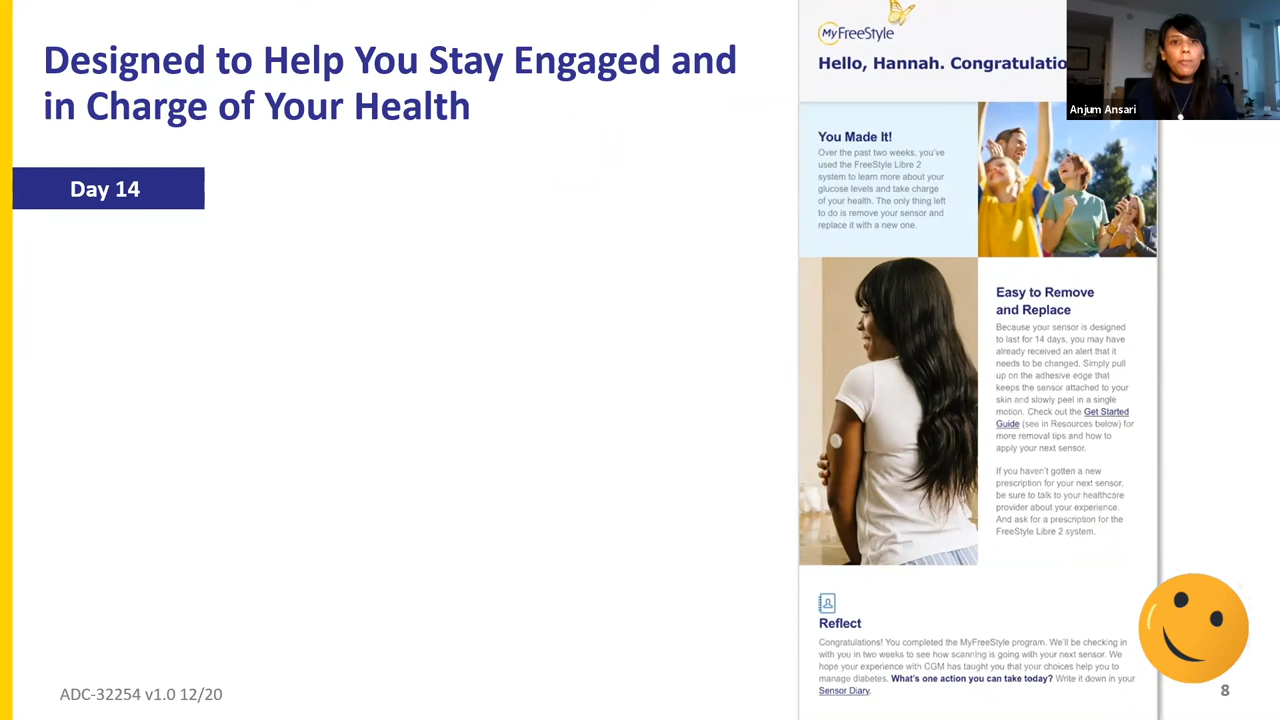 Designed to Help You Stay Engaged and
in Charge of Your Health
Day 14
MyFreeStyle
Hello, Hannah. Congratulatio
Anjum Ansari
You Made It!
Over the past two weeks, you've
used the FreeStyle Libre 2
system to learn more about your
glucose levels and take charge
of your health. The only thing left
to do is remove your sensor and
replace it with a new one.
Easy to Remove
and Replace
Because your sensor is designed
to last for 14 days, you may have
already received an alert that it
needs to be changed. Simply pull
up on the adhesive edge that
keeps the sensor attached to your
skin and slowly peel in a single
motion. Check out the Get Started
Guide (see in Resources below) for
more removal tips and how to
apply your next sensor.
If you haven't gotten a new
prescription for your next sensor,
be sure to talk to your healthcare
provider about your experience.
And ask for a prescription for the
FreeStyle Libre 2 system.
Reflect
Congratulations! You completed the MyFreeStyle program. We'll be checking in
with you in two weeks to see how scanning is going with your next sensor. We
hope your experience with CGM has taught you that your choices help you to
manage diabetes. What's one action you can take today? Write it down in your
Sensor Diary.
ADC-32254 v1.0 12/20
8